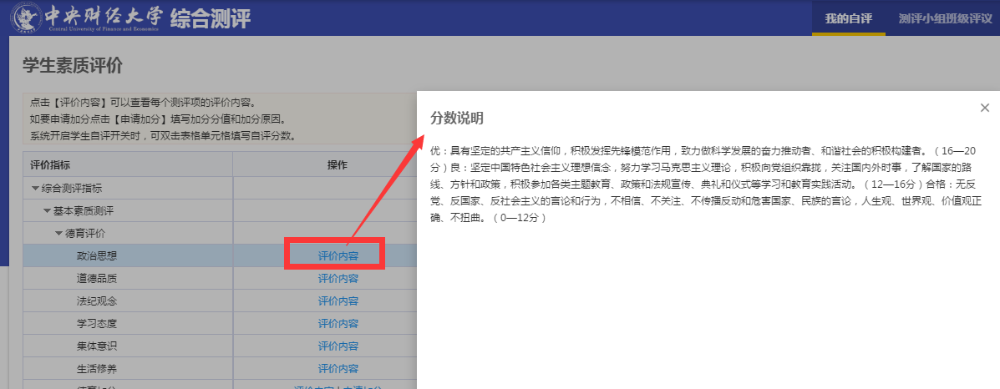 中央财经大学 综合测评
Central University of Finance and Economics
我的自评 测评小组班级评议
学生素质评价
点击【评价内容】可以查看每个测评项的评价内容。
如要申请加分点击【申请加分】填写加分分值和加分原因。
系统开启学生自评开关时，可双击表格单元格填写自评分数。
评价指标 操作
综合测评指标
基本素质测评
德育评价
政治思想 评价内容
道德品质 评价内容
法纪观念 评价内容
学习态度 评价内容
集体意识 评价内容
生活修养 评价内容
分数说明
优：具有坚定的共产主义信仰，积极发挥先锋模范作用，致力做科学发展的奋力推动者、和谐社会的积极构建者。（16—20
分）良：坚定中国特色社会主义理想信念，努力学习马克思主义理论，积极向党组织靠拢，关注国内外时事，了解国家的路
线、方针和政策，积极参加各类主题教育、政策和法规宣传、典礼和仪式等学习和教育实践活动。（12—16分）合格：无反
党、反国家、反社会主义的言论和行为，不相信、不关注、不传播反动和危害国家、民族的言论，人生观、世界观、价值观正
确、不扭曲。（0—12分）